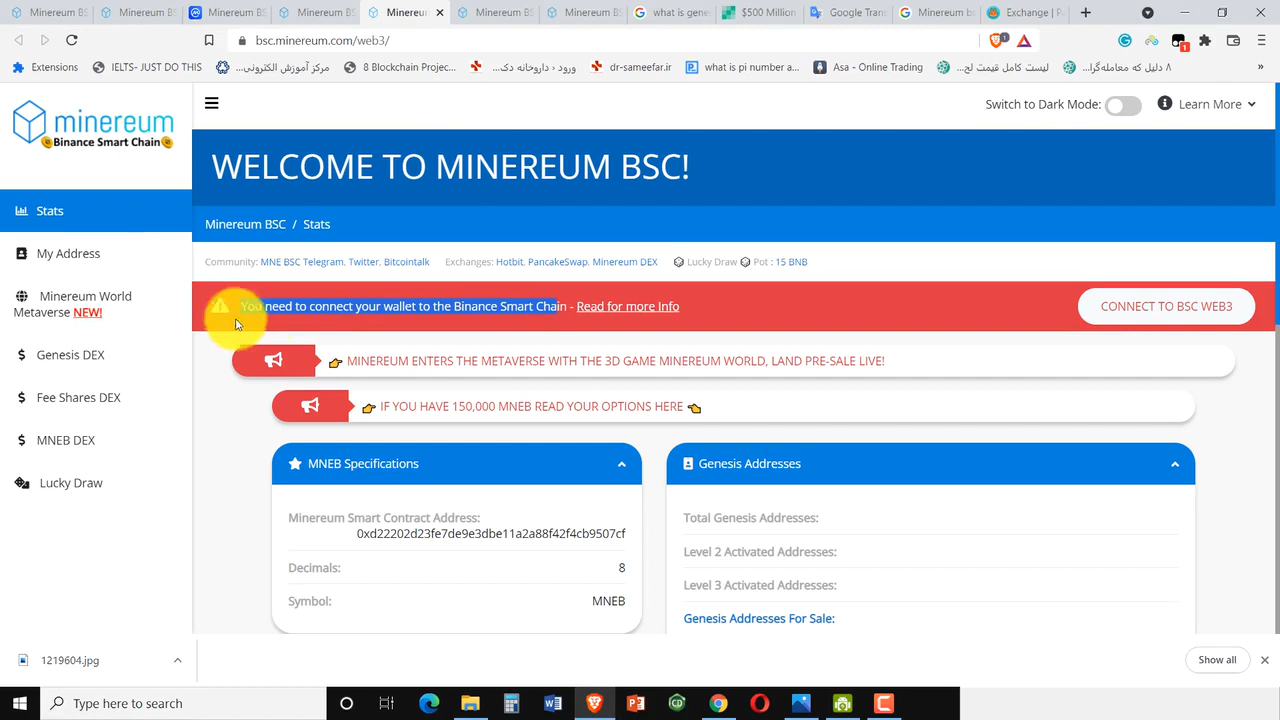 Minereum BS
Minereum BS
Minereum BS
Minereum BS
Minereum
Minereum BS
Minereum BS
what is gene
$500 Million
Google Tran
Minereum b
Exchange | P
bsc.minereum.com/web3/
Extensions
IELTS- JUST DO THIS
مرکز آموزش الکترونی...
8 Blockchain Projec...
ورود ‹ داروخانه دک...
dr-sameefar.ir
what is pi number a...
Asa - Online Trading
لیست کامل قیمت لح...
۸ دلیل که معامله‌گرا...
»
minereum
Binance Smart Chain
Switch to Dark Mode:
Learn More
WELCOME TO MINEREUM BSC!
Stats
Minereum BSC / Stats
My Address
Community: MNE BSC Telegram. Twitter. Bitcointalk
Exchanges: Hotbit, PancakeSwap, Minereum DEX
Lucky Draw Pot : 15 BNB
Minereum World
Metaverse NEW!
You need to connect your wallet to the Binance Smart Chain - Read for more Info
CONNECT TO BSC WEB3
Genesis DEX
MINEREUM ENTERS THE METAVERSE WITH THE 3D GAME MINEREUM WORLD, LAND PRE-SALE LIVE!
Fee Shares DEX
IF YOU HAVE 150,000 MNEB READ YOUR OPTIONS HERE
MNEB DEX
Lucky Draw
MNEB Specifications
Minereum Smart Contract Address:
0xd22202d23fe7de9e3dbe11a2a88f42f4cb9507cf
Decimals: 8
Symbol: MNEB
Genesis Addresses
Total Genesis Addresses:
Level 2 Activated Addresses:
Level 3 Activated Addresses:
Genesis Addresses For Sale:
1219604.jpg
Show all
Type here to search